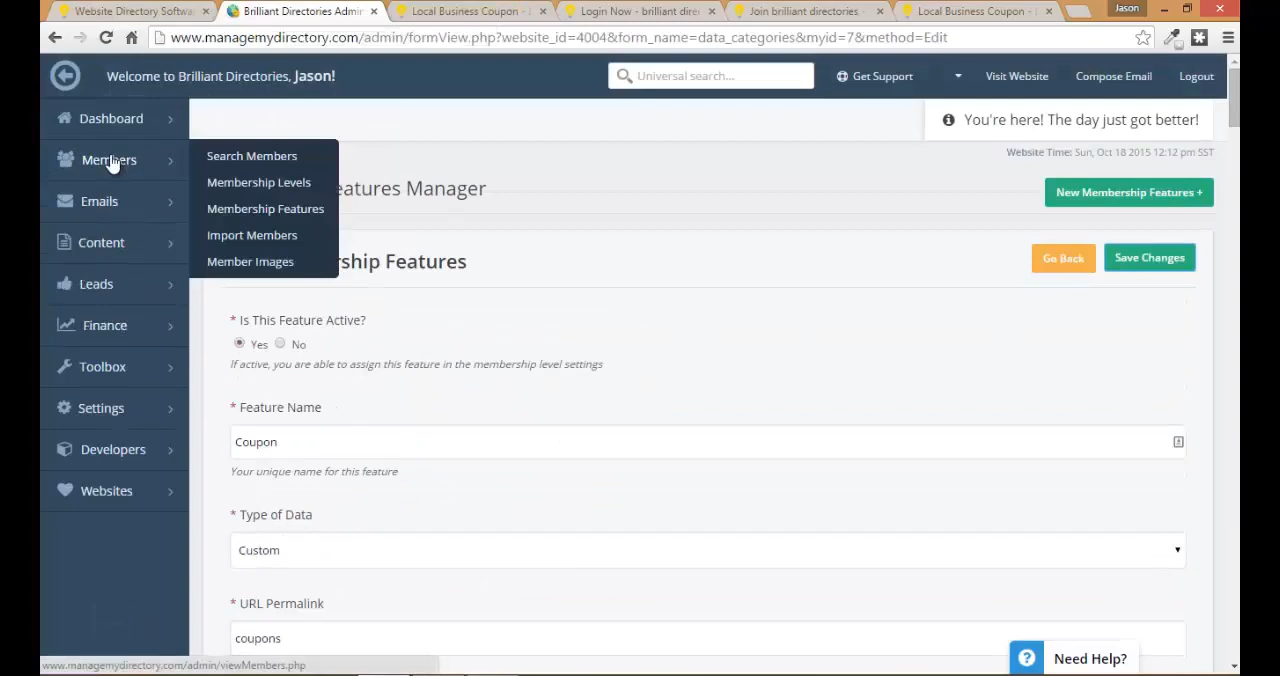 Website Directory Softwa
Brilliant Directories Admin
Local Business Coupon -
Login Now - brilliant dire
Join brilliant directories
Local Business Coupon -
Jason
www.managemydirectory.com/admin/formView.php?website_id=4004&form_name=data_categories&myid=7&method=Edit
Welcome to Brilliant Directories, Jason!
Universal search...
Get Support
Visit Website
Compose Email
Logout
Dashboard
Members
Emails
Content
Leads
Finance
Toolbox
Settings
Developers
Websites
Search Members
Membership Levels
Membership Features
Import Members
Member Images
You're here! The day just got better!
Website Time: Sun, Oct 18 2015 12:12 pm SST
eatures Manager
New Membership Features +
ship Features
Go Back
Save Changes
* Is This Feature Active?
Yes No
If active, you are able to assign this feature in the membership level settings
* Feature Name
Coupon
Your unique name for this feature
* Type of Data
Custom
* URL Permalink
coupons
Need Help?
www.managemydirectory.com/admin/viewMembers.php